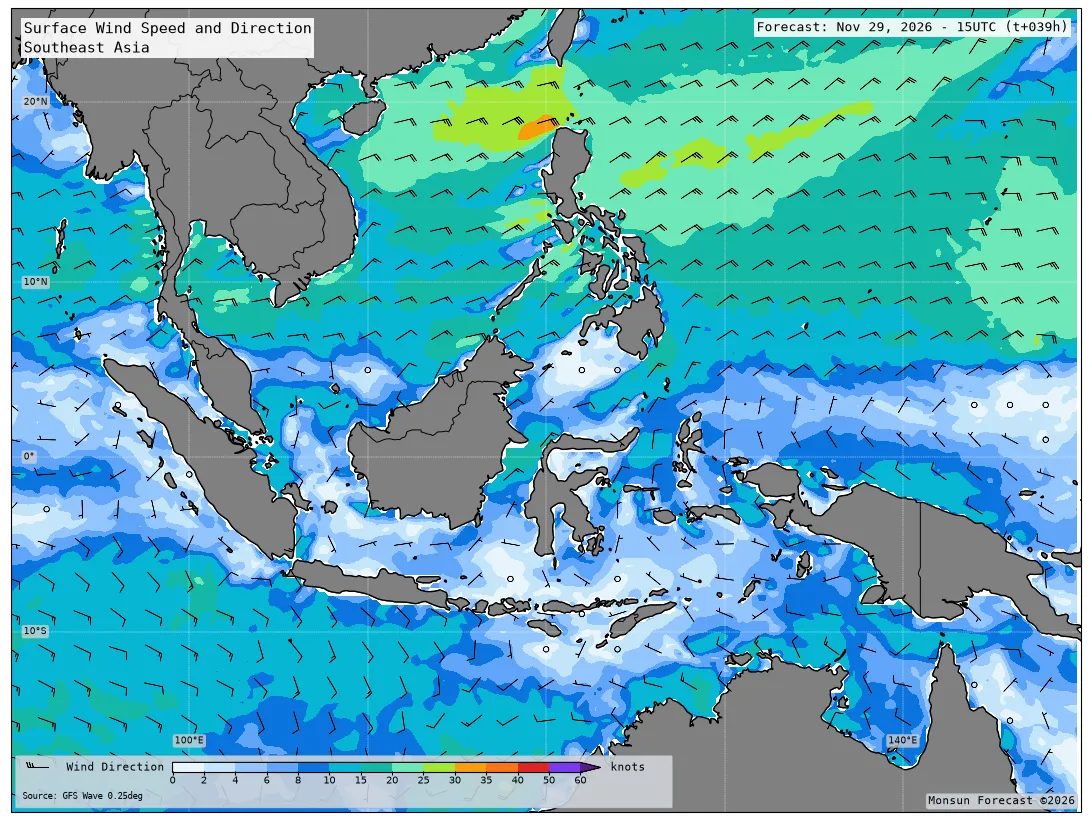 Surface Wind Speed and Direction
Southeast Asia
Forecast: Nov 29, 2026 - 15UTC (t+039h)
20°N
10°N
0°
10°S
100°E
140°E
Wind Direction
0 2 4 6 8 10 15 20 25 30 35 40 50 60
knots
Source: GFS Wave 0.25deg
Monsun Forecast ©2026